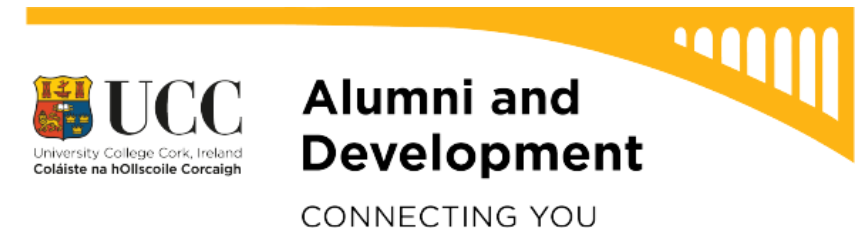 UCC
University College Cork, Ireland
Coláiste na hOllscoile Corcaigh
Alumni and
Development
CONNECTING YOU